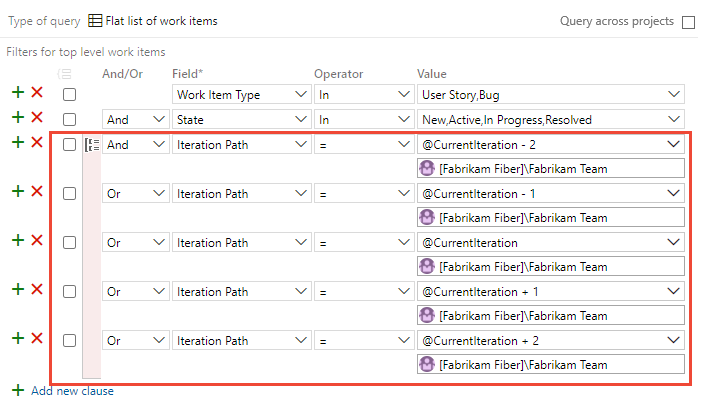 Type of query Flat list of work items Query across projects
Filters for top level work items
And/Or Field* Operator Value
Work Item Type In User Story,Bug
And State In New,Active,In Progress,Resolved
And Iteration Path = @CurrentIteration - 2
[Fabrikam Fiber]\Fabrikam Team
Or Iteration Path = @CurrentIteration - 1
[Fabrikam Fiber]\Fabrikam Team
Or Iteration Path = @CurrentIteration
[Fabrikam Fiber]\Fabrikam Team
Or Iteration Path = @CurrentIteration + 1
[Fabrikam Fiber]\Fabrikam Team
Or Iteration Path = @CurrentIteration + 2
[Fabrikam Fiber]\Fabrikam Team
Add new clause